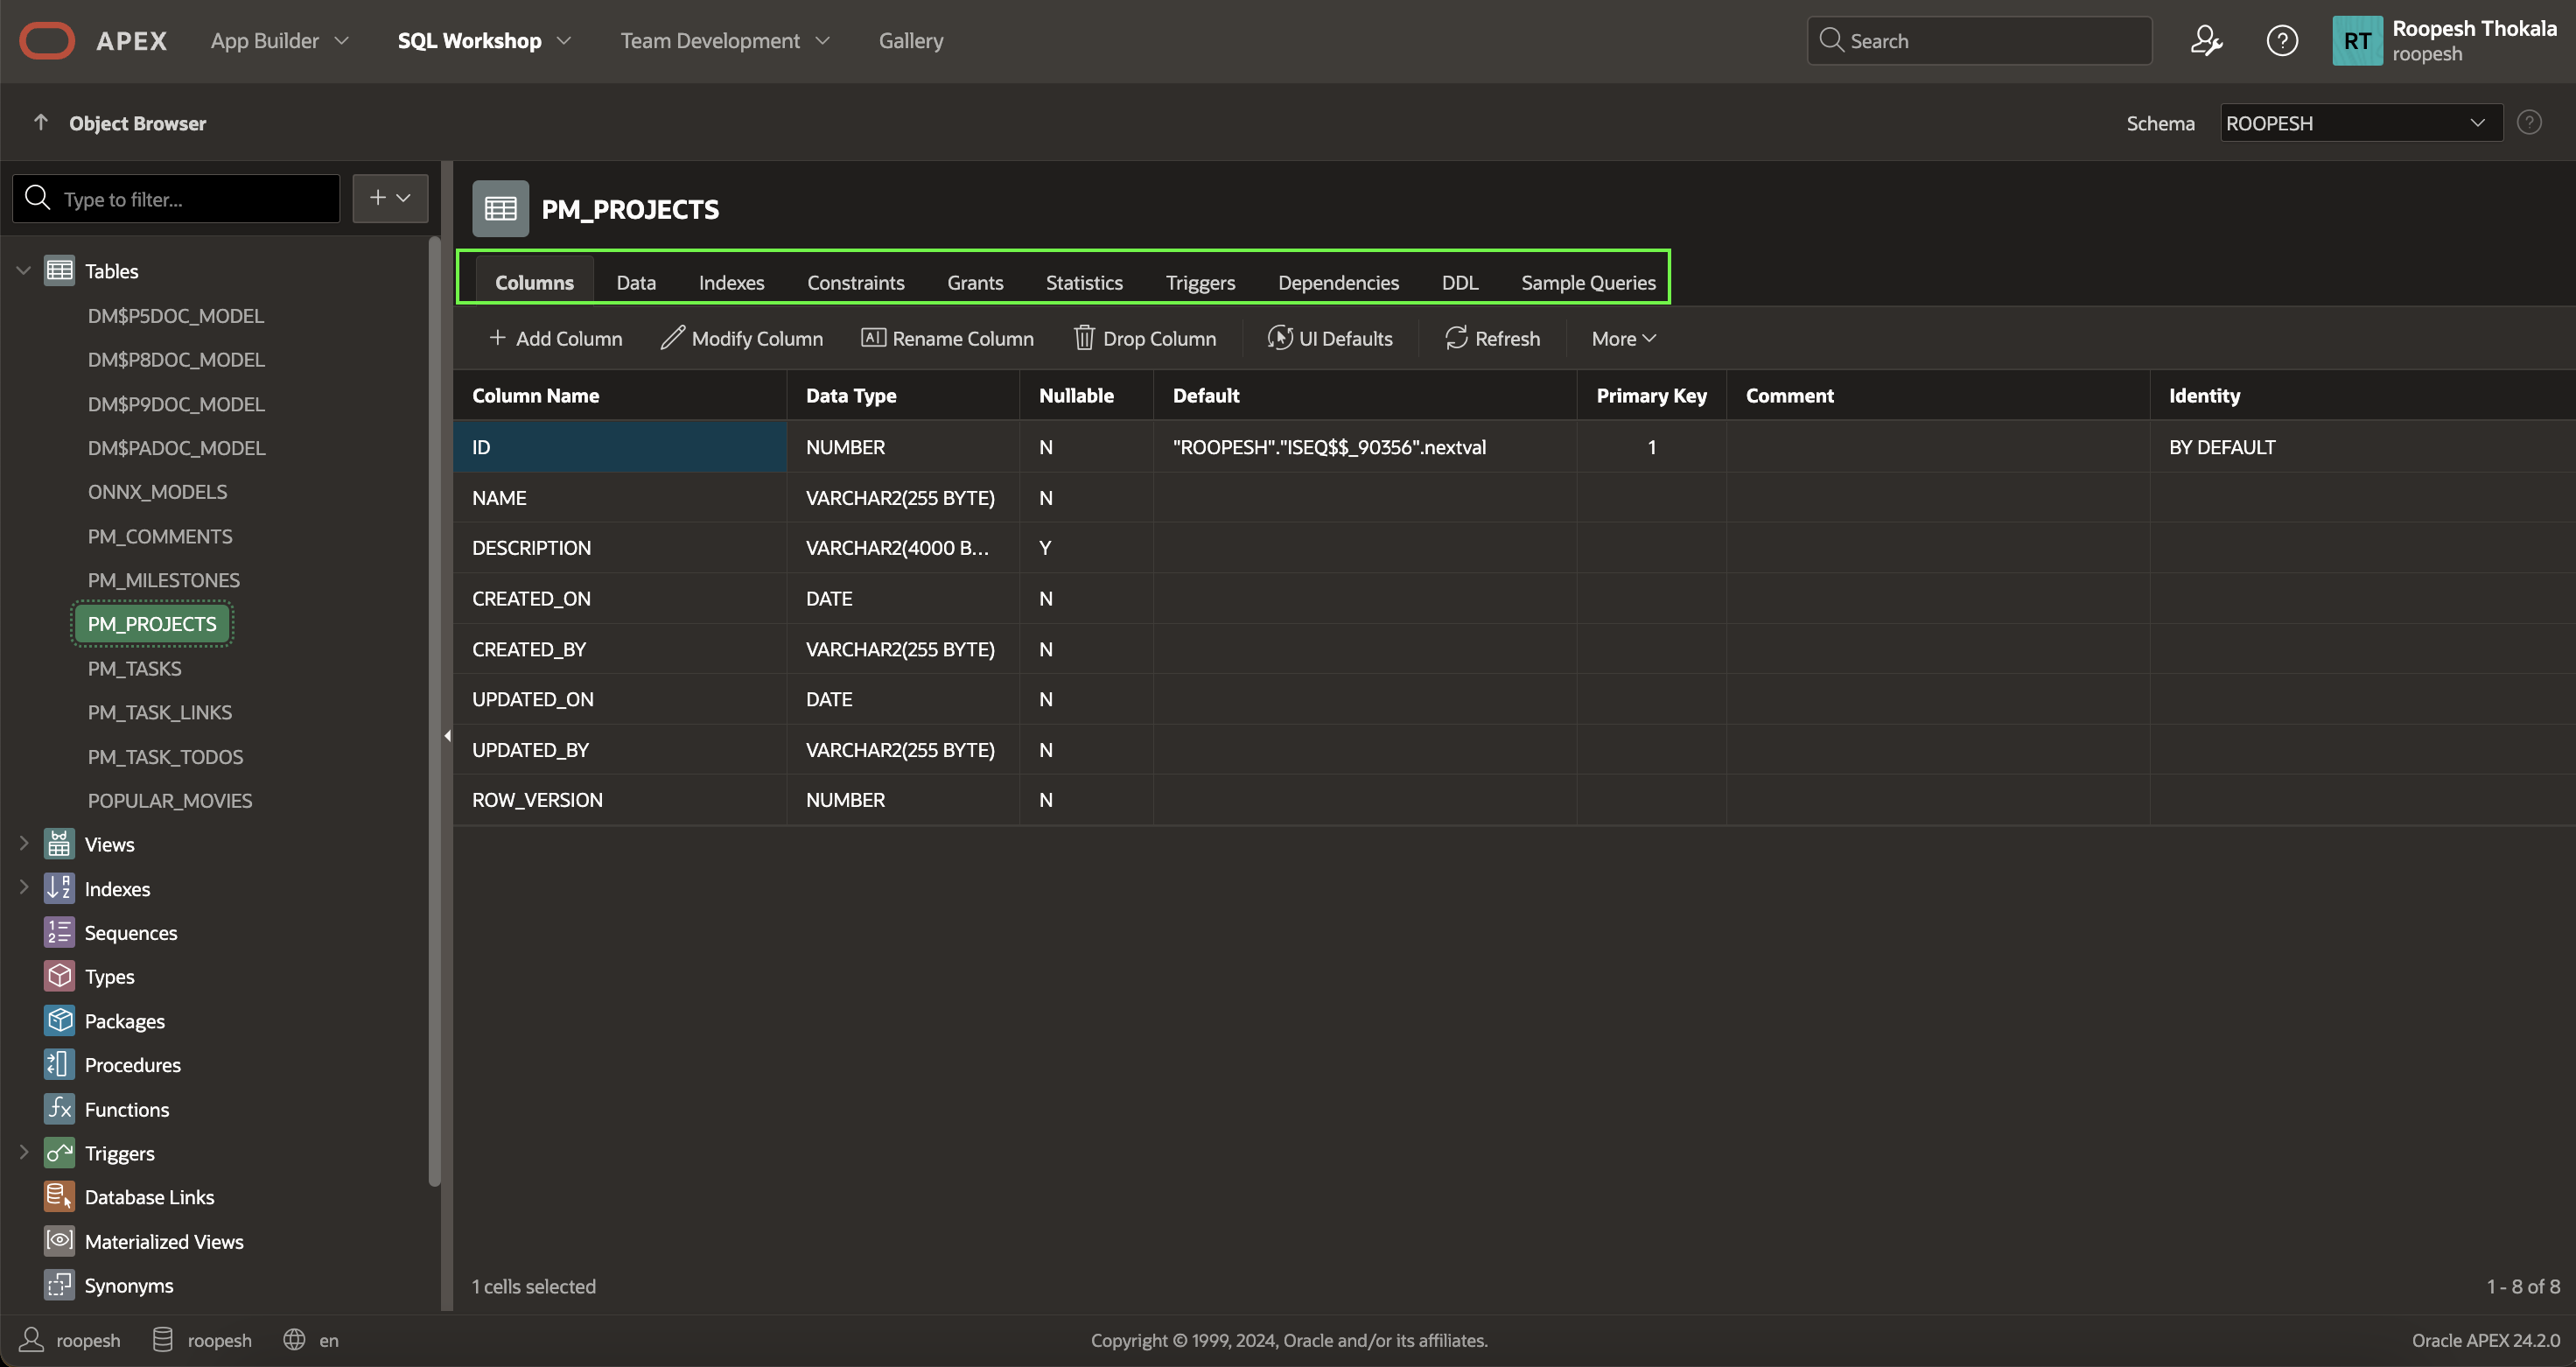 APEX App Builder SQL Workshop Team Development Gallery Search Roopesh Thokala
RT roopesh
Object Browser Schema ROOPESH
Type to filter...
PM_PROJECTS
Tables
DM$P5DOC_MODEL
DM$P8DOC_MODEL
DM$P9DOC_MODEL
DM$PADOC_MODEL
ONNX_MODELS
PM_COMMENTS
PM_MILESTONES
PM_PROJECTS
PM_TASKS
PM_TASK_LINKS
PM_TASK_TODOS
POPULAR_MOVIES
Views
Indexes
Sequences
Types
Packages
Procedures
Functions
Triggers
Database Links
Materialized Views
Synonyms
Columns Data Indexes Constraints Grants Statistics Triggers Dependencies DDL Sample Queries
Add Column Modify Column Rename Column Drop Column UI Defaults Refresh More
Column Name Data Type Nullable Default Primary Key Comment Identity
ID NUMBER N "ROOPESH"."ISEQ$$_90356".nextval 1 BY DEFAULT
NAME VARCHAR2(255 BYTE) N
DESCRIPTION VARCHAR2(4000 B... Y
CREATED_ON DATE N
CREATED_BY VARCHAR2(255 BYTE) N
UPDATED_ON DATE N
UPDATED_BY VARCHAR2(255 BYTE) N
ROW_VERSION NUMBER N
1 cells selected 1 - 8 of 8
roopesh roopesh en Copyright © 1999, 2024, Oracle and/or its affiliates. Oracle APEX 24.2.0